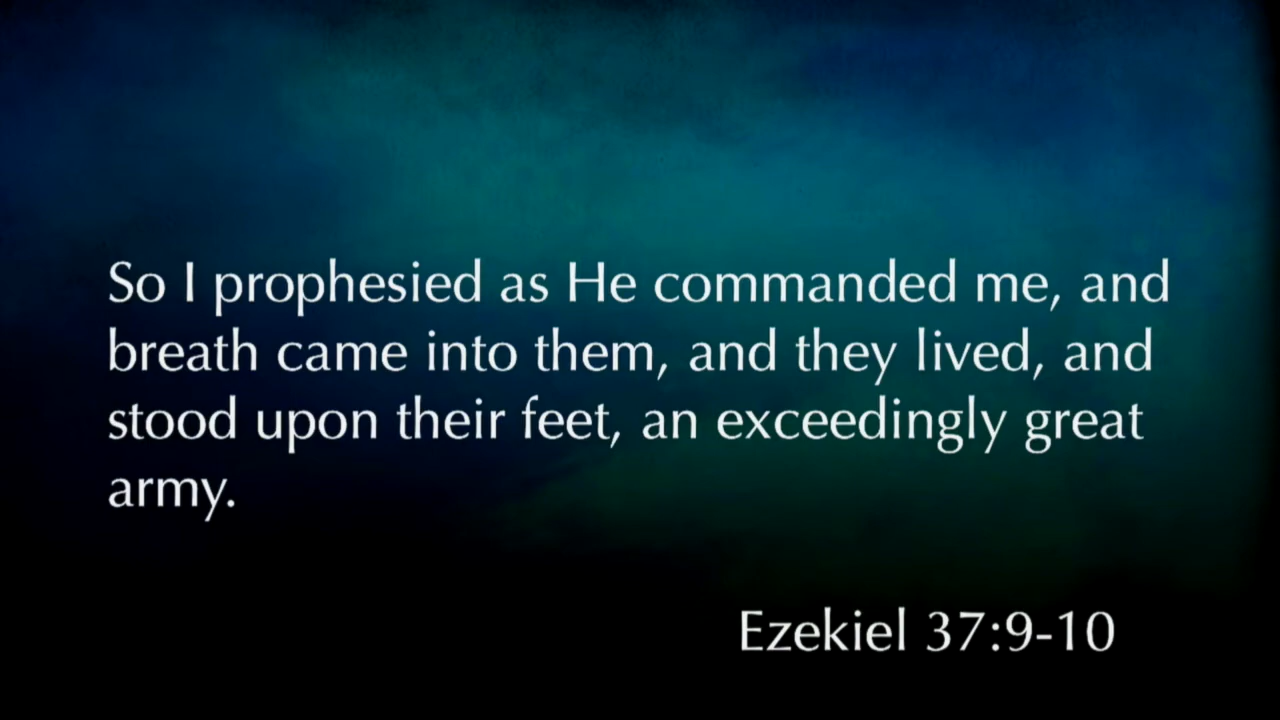 So I prophesied as He commanded me, and
breath came into them, and they lived, and
stood upon their feet, an exceedingly great
army.
Ezekiel 37:9-10